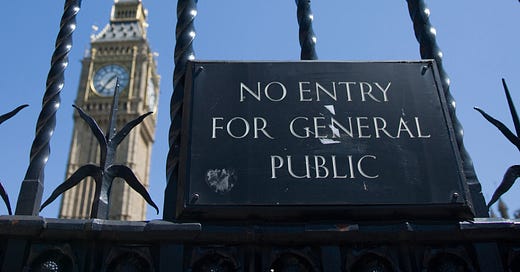 NO ENTRY
FOR GENERAL
PUBLIC